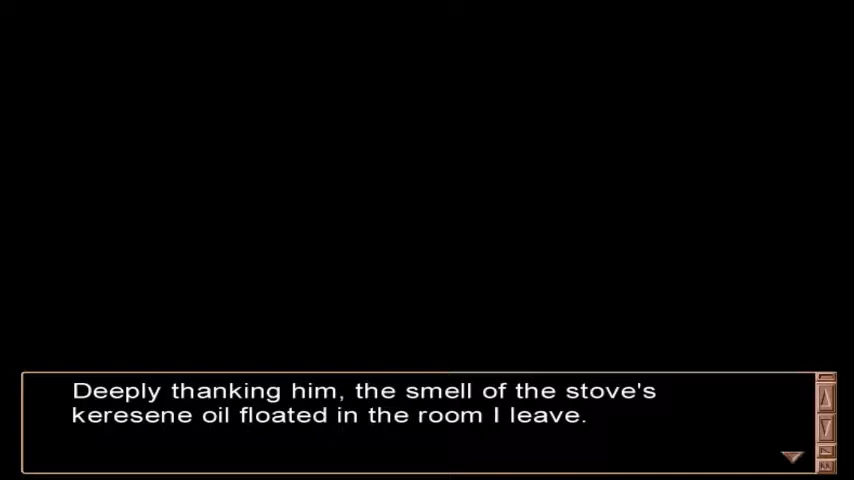 Deeply thanking him, the smell of the stove's
keresene oil floated in the room I leave.